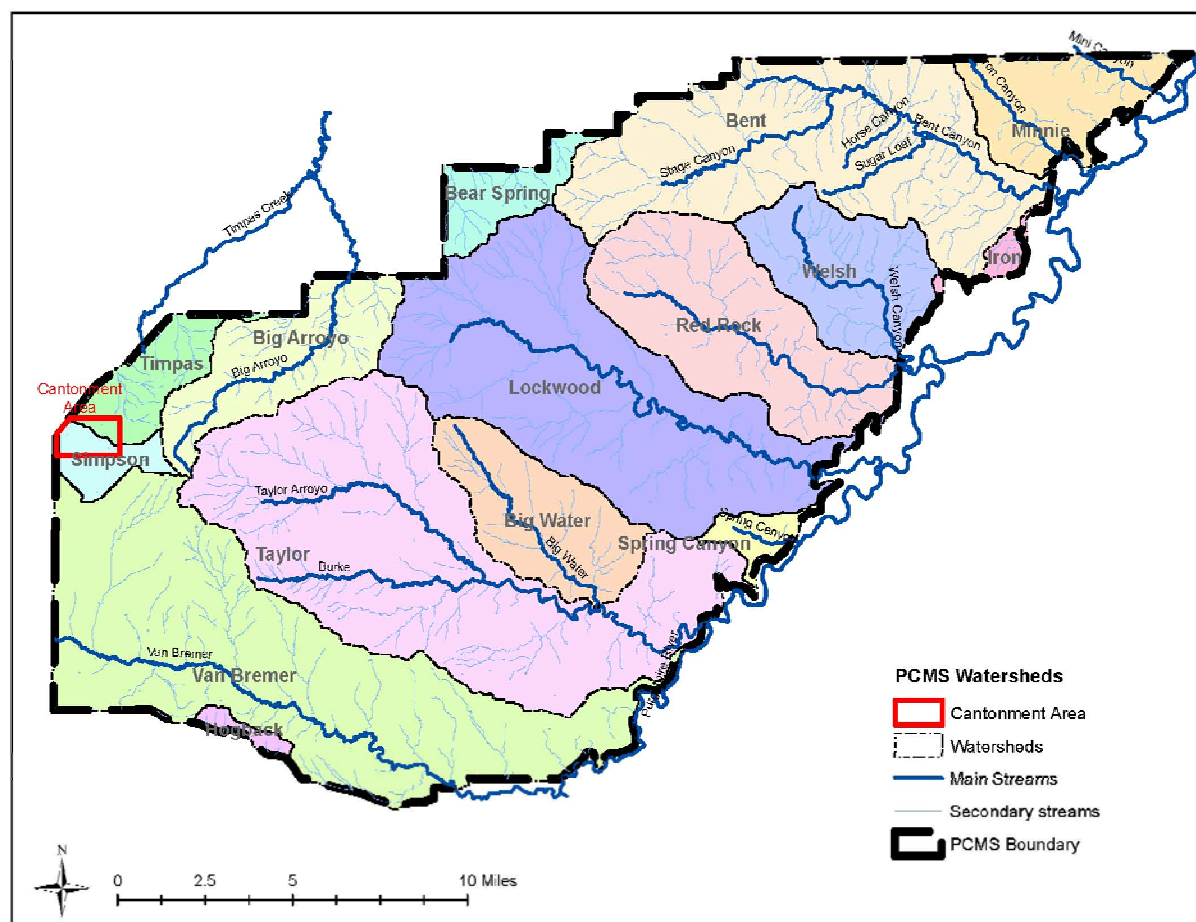 Mini Canyon
Iron Canyon
Bent
Horse Canyon
Bent Canyon
Minnie
Stage Canyon
Sugar Loaf
Bear Spring
Timpas Creek
Iron
Welsh
Welsh Canyon
Red Rock
Big Arroyo
Timpas
Big Arroyo
Lockwood
Cantonment
Area
Simpson
Taylor Arroyo
Big Water
Spring Canyon
Spring Canyon
Big Water
Taylor
Burke
Van Bremer
Van Bremer
Hogback
PCMS Watersheds
Cantonment Area
Watersheds
Main Streams
Secondary streams
PCMS Boundary
N
0 2.5 5 10 Miles